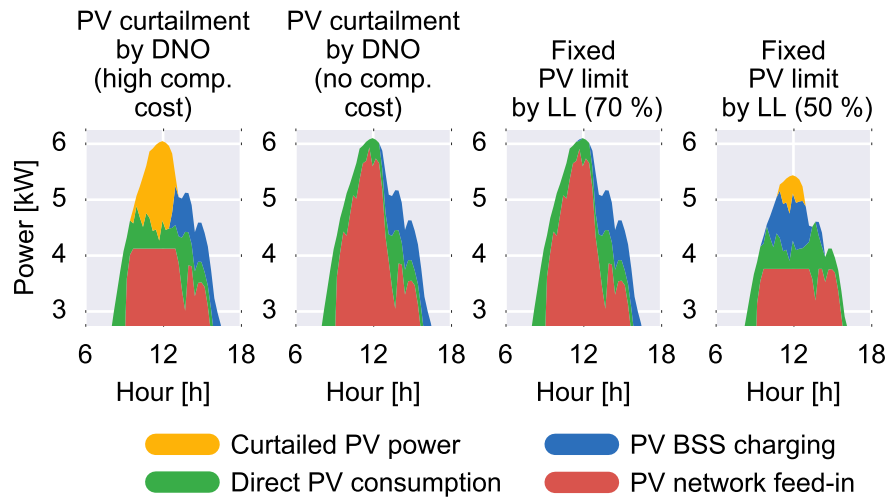 PV curtailment
by DNO
(high comp.
cost)
PV curtailment
by DNO
(no comp.
cost)
Fixed
PV limit
by LL (70 %)
Fixed
PV limit
by LL (50 %)
Power [kW]
6
5
4
3
6
5
4
3
6
5
4
3
6
5
4
3
6 12 18
6 12 18
6 12 18
6 12 18
Hour [h]
Hour [h]
Hour [h]
Hour [h]
Curtailed PV power
PV BSS charging
Direct PV consumption
PV network feed-in